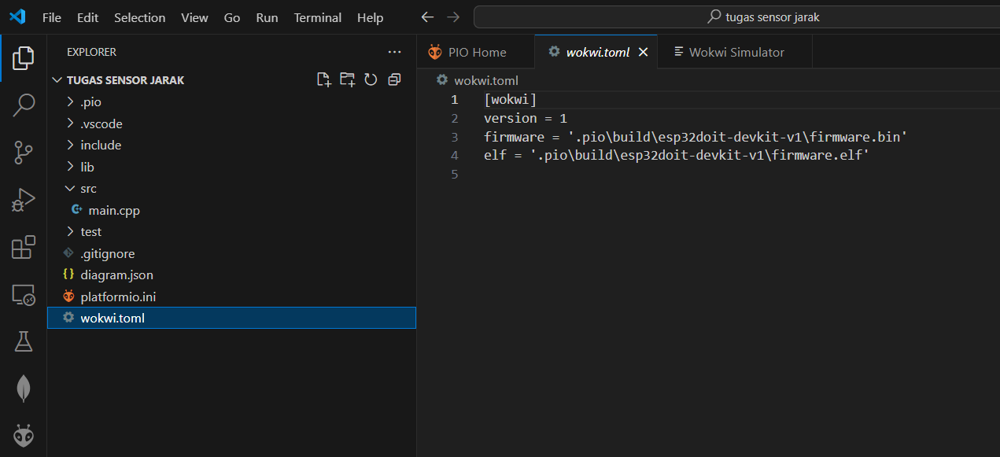 File Edit Selection View Go Run Terminal Help
tugas sensor jarak
EXPLORER
TUGAS SENSOR JARAK
.pio
.vscode
include
lib
src
main.cpp
test
.gitignore
diagram.json
platformio.ini
wokwi.toml
PIO Home wokwi.toml Wokwi Simulator
wokwi.toml
1 [wokwi]
2 version = 1
3 firmware = '.pio\build\esp32doit-devkit-v1\firmware.bin'
4 elf = '.pio\build\esp32doit-devkit-v1\firmware.elf'
5